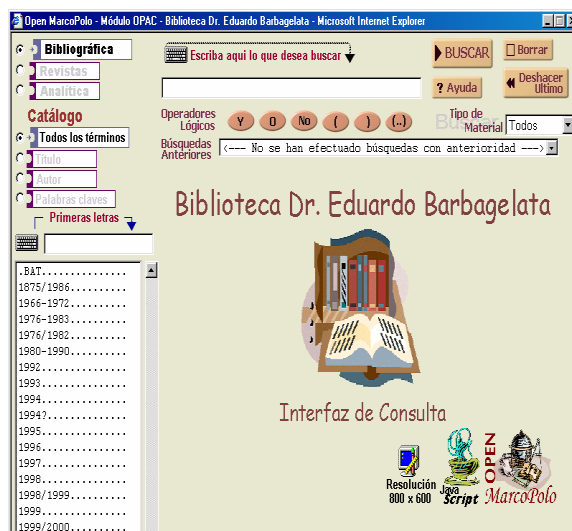 Open MarcoPolo - Módulo OPAC - Biblioteca Dr. Eduardo Barbagelata - Microsoft Internet Explorer
Bibliográfica
Revistas
Analítica
Catálogo
Todos los términos
Título
Autor
Palabras claves
Primeras letras
.BAT..............
1875/1986.........
1966-1972.........
1976-1983.........
1976/1982.........
1980-1990.........
1992..............
1993..............
1994..............
1994?.............
1995..............
1996..............
1997..............
1998..............
1998/1999.........
1999..............
1999/2000.........
Escriba aqui lo que desea buscar
BUSCAR
Borrar
? Ayuda
Deshacer
Ultimo
Operadores
Lógicos
Y
O
No
(
)
(..)
Buscar
Tipo de
Material
Todos
Búsquedas
Anteriores
<--- No se han efectuado búsquedas con anterioridad --->
Biblioteca Dr. Eduardo Barbagelata
Interfaz de Consulta
Resolución
800 x 600
Java
Script
OPEN
MarcoPolo